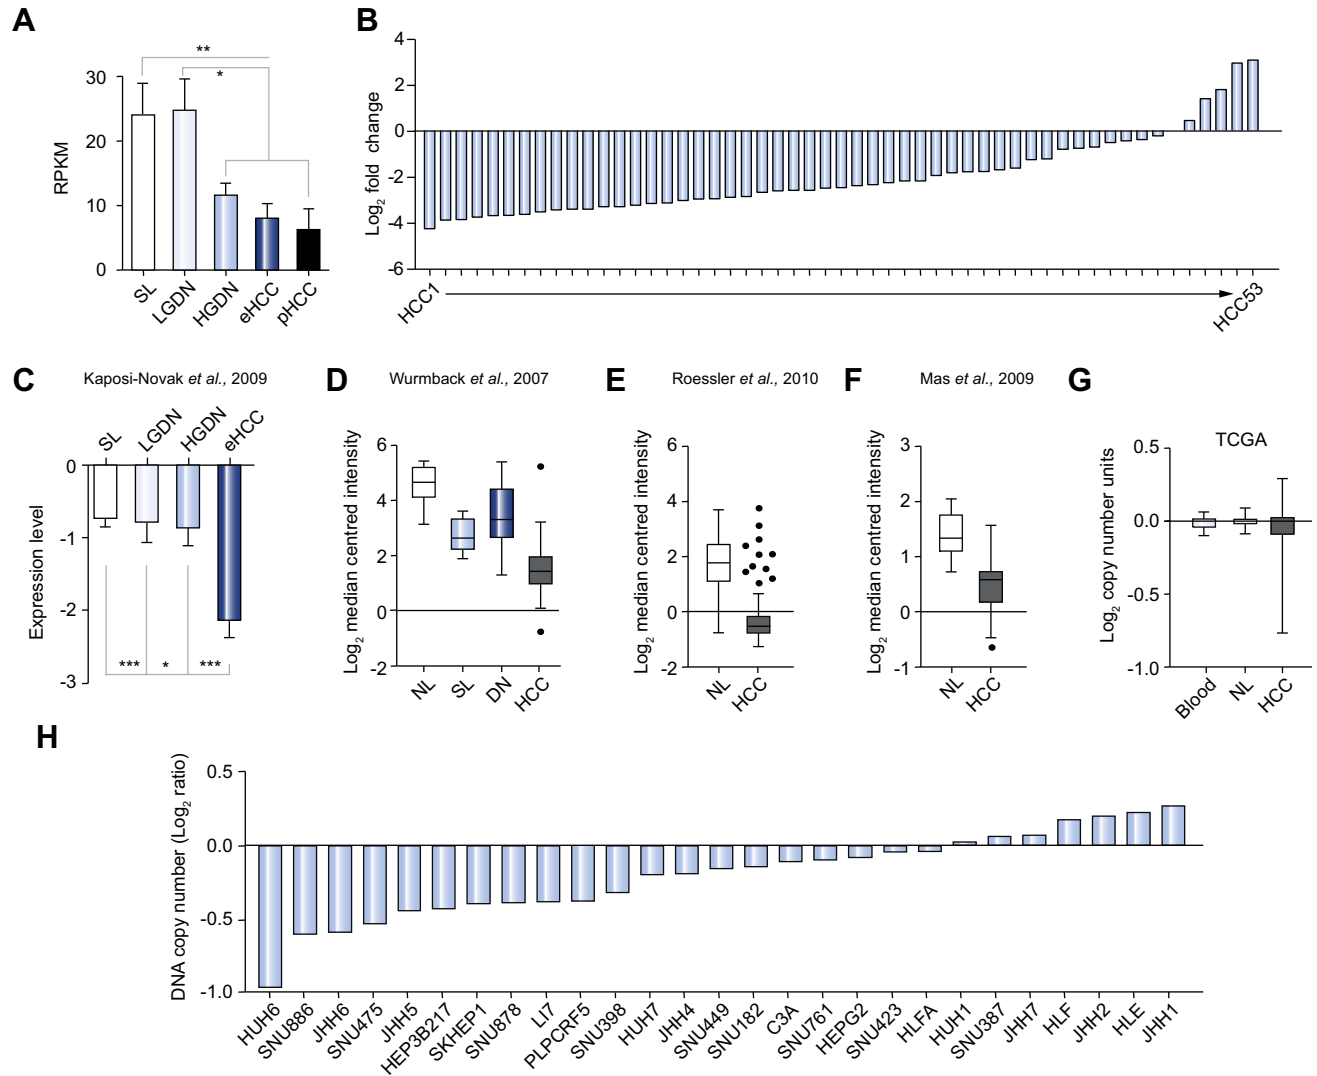 A
RPKM
30
20
10
0
**
*
SL
LGDN
HGDN
eHCC
pHCC
B
Log2 fold change
4
2
0
-2
-4
-6
HCC1
HCC53
C
Kaposi-Novak et al., 2009
SL
LGDN
HGDN
eHCC
Expression level
0
-1
-2
-3
***
*
***
D
Wurmback et al., 2007
Log2 median centred intensity
6
4
2
0
-2
NL
SL
DN
HCC
E
Roessler et al., 2010
Log2 median centred intensity
6
4
2
0
-2
NL
HCC
F
Mas et al., 2009
Log2 median centred intensity
3
2
1
0
-1
NL
HCC
G
TCGA
Log2 copy number units
0.5
0.0
-0.5
-1.0
Blood
NL
HCC
H
DNA copy number (Log2 ratio)
0.5
0.0
-0.5
-1.0
HUH6
SNU886
JHH6
SNU475
JHH5
HEP3B217
SKHEP1
SNU878
LI7
PLPCRF5
SNU398
HUH7
JHH4
SNU449
SNU182
C3A
SNU761
HEPG2
SNU423
HLFA
HUH1
SNU387
JHH7
HLF
JHH2
HLE
JHH1